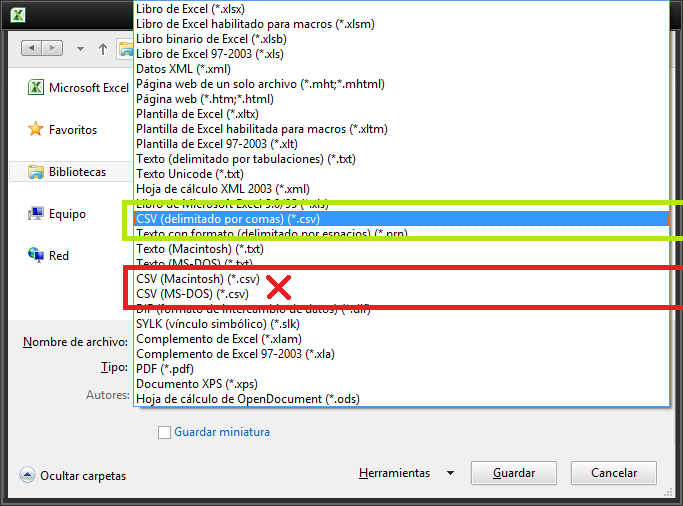 Libro de Excel (*.xlsx)
Libro de Excel habilitado para macros (*.xlsm)
Libro binario de Excel (*.xlsb)
Libro de Excel 97-2003 (*.xls)
Datos XML (*.xml)
Página web de un solo archivo (*.mht;*.mhtml)
Página web (*.htm;*.html)
Plantilla de Excel (*.xltx)
Plantilla de Excel habilitada para macros (*.xltm)
Plantilla de Excel 97-2003 (*.xlt)
Texto (delimitado por tabulaciones) (*.txt)
Texto Unicode (*.txt)
Hoja de cálculo XML 2003 (*.xml)
Libro de Microsoft Excel 5.0/95 (*.xls)
CSV (delimitado por comas) (*.csv)
Texto con formato (delimitado por espacios) (*.prn)
Texto (Macintosh) (*.txt)
Texto (MS-DOS) (*.txt)
CSV (Macintosh) (*.csv)
CSV (MS-DOS) (*.csv)
DIF (formato de intercambio de datos) (*.dif)
SYLK (vínculo simbólico) (*.slk)
Complemento de Excel (*.xlam)
Complemento de Excel 97-2003 (*.xla)
PDF (*.pdf)
Documento XPS (*.xps)
Hoja de cálculo de OpenDocument (*.ods)
Microsoft Excel
Favoritos
Bibliotecas
Equipo
Red
Nombre de archivo:
Tipo:
Autores:
Guardar miniatura
Ocultar carpetas
Herramientas
Guardar
Cancelar